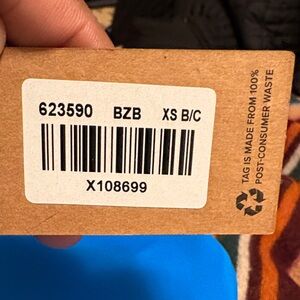 623590 BZB XS B/C
X108699
TAG IS MADE FROM 100%
POST-CONSUMER WASTE